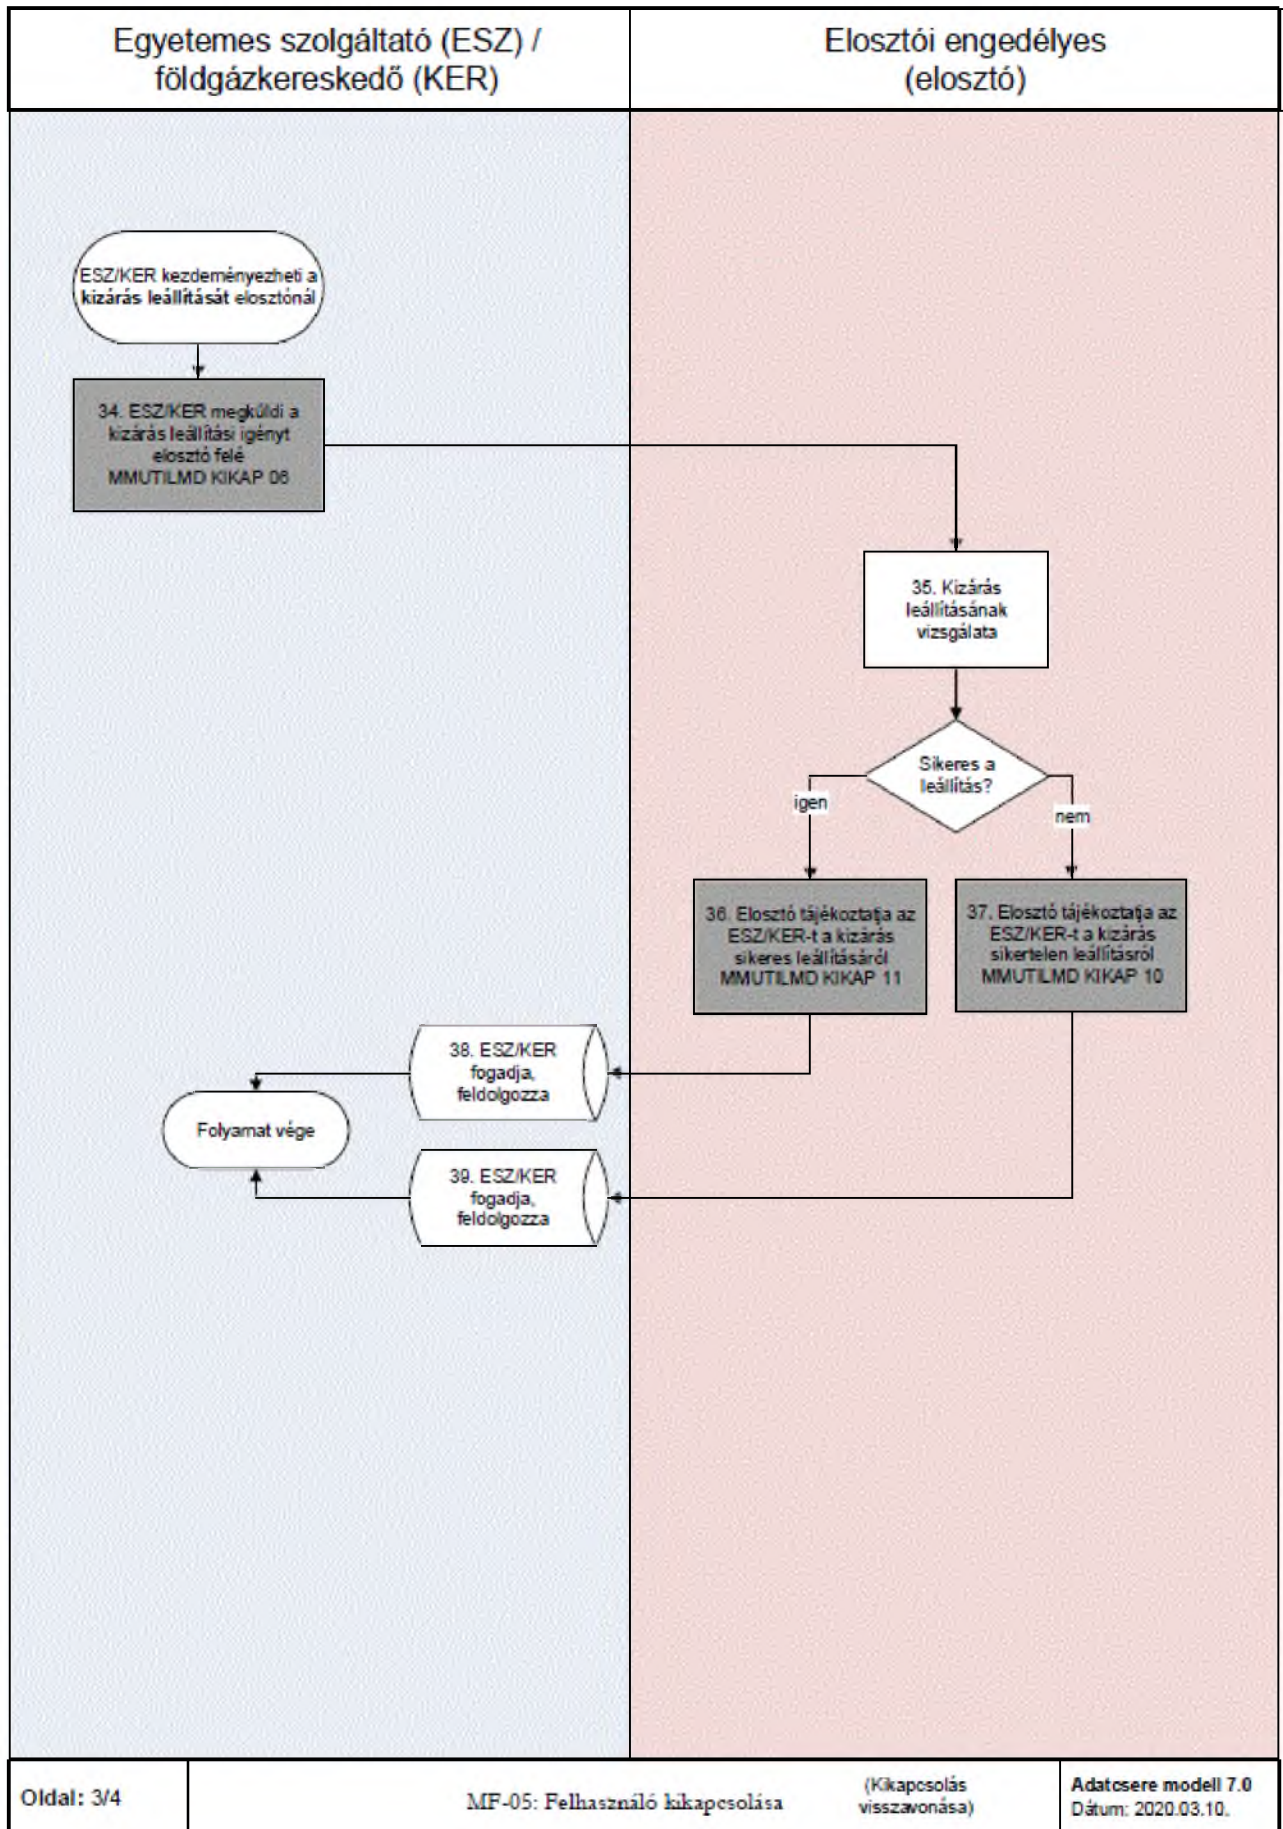 Egyetemes szolgáltató (ESZ) /
földgázkereskedő (KER)
Elosztói engedélyes
(elosztó)
ESZ/KER kezdeményezheti a
kizárás leállítását elosztónál
34. ESZ/KER megküldi a
kizárás leállítási igényt
elosztó felé
MMUTILMD KIKAP 06
35. Kizárás
leállításának
vizsgálata
Sikeres a
leállítás?
igen
nem
36. Elosztó tájékoztatja az
ESZ/KER-t a kizárás
sikeres leállításáról
MMUTILMD KIKAP 11
37. Elosztó tájékoztatja az
ESZ/KER-t a kizárás
sikertelen leállításról
MMUTILMD KIKAP 10
38. ESZ/KER
fogadja,
feldolgozza
Folyamat vége
39. ESZ/KER
fogadja,
feldolgozza
Oldal: 3/4
MF-05: Felhasználó kikapcsolása
(Kikapcsolás
visszavonása)
Adatcsere modell 7.0
Dátum: 2020.03.10.